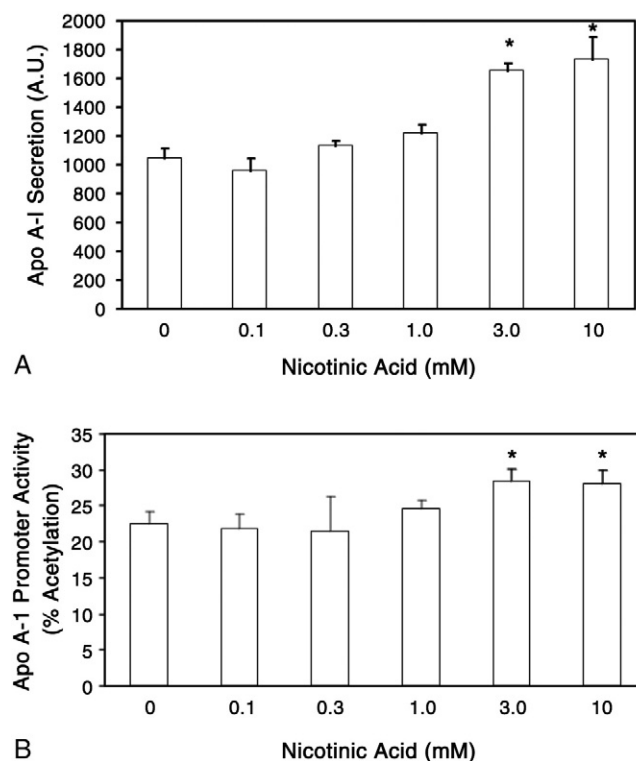 2000
1800
1600
1400
1200
1000
800
600
400
200
0
Apo A-I Secretion (A.U.)
* *
0 0.1 0.3 1.0 3.0 10
A
Nicotinic Acid (mM)
35
30
25
20
15
10
5
0
Apo A-1 Promoter Activity
(% Acetylation)
* *
0 0.1 0.3 1.0 3.0 10
B
Nicotinic Acid (mM)